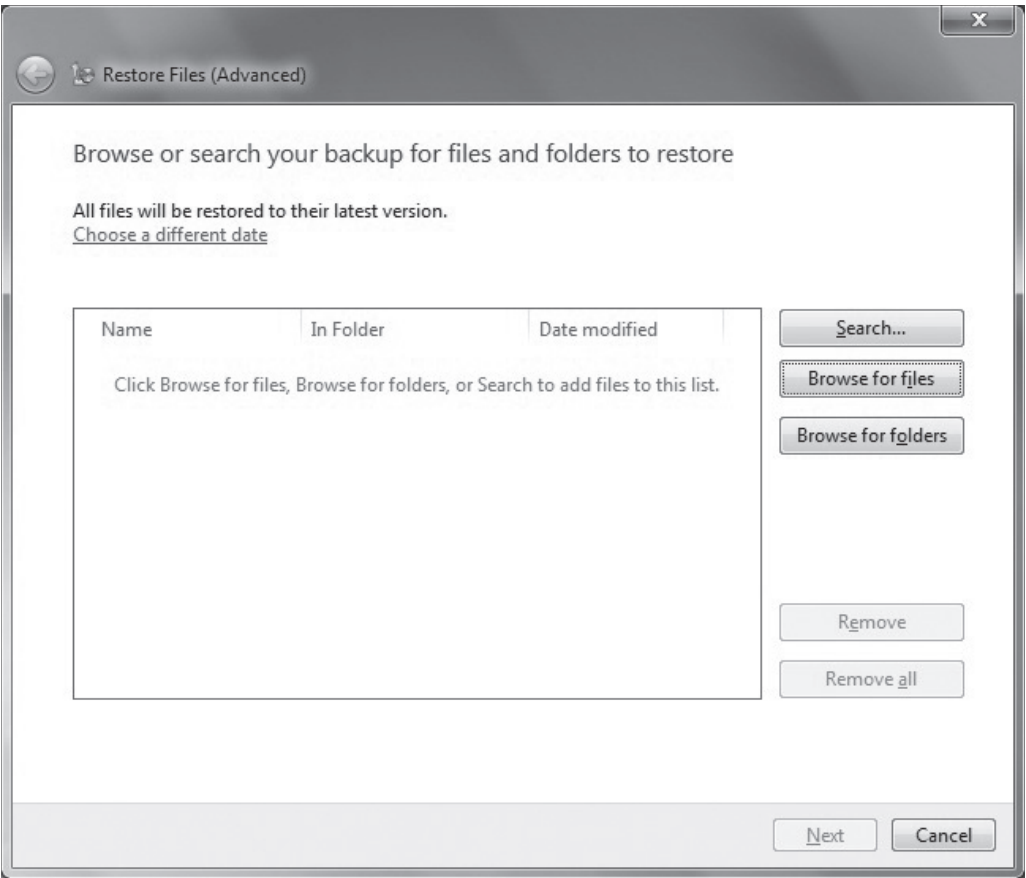 X
Restore Files (Advanced)
Browse or search your backup for files and folders to restore
All files will be restored to their latest version.
Choose a different date
Name In Folder Date modified
Click Browse for files, Browse for folders, or Search to add files to this list.
Search...
Browse for files
Browse for folders
Remove
Remove all
Next Cancel